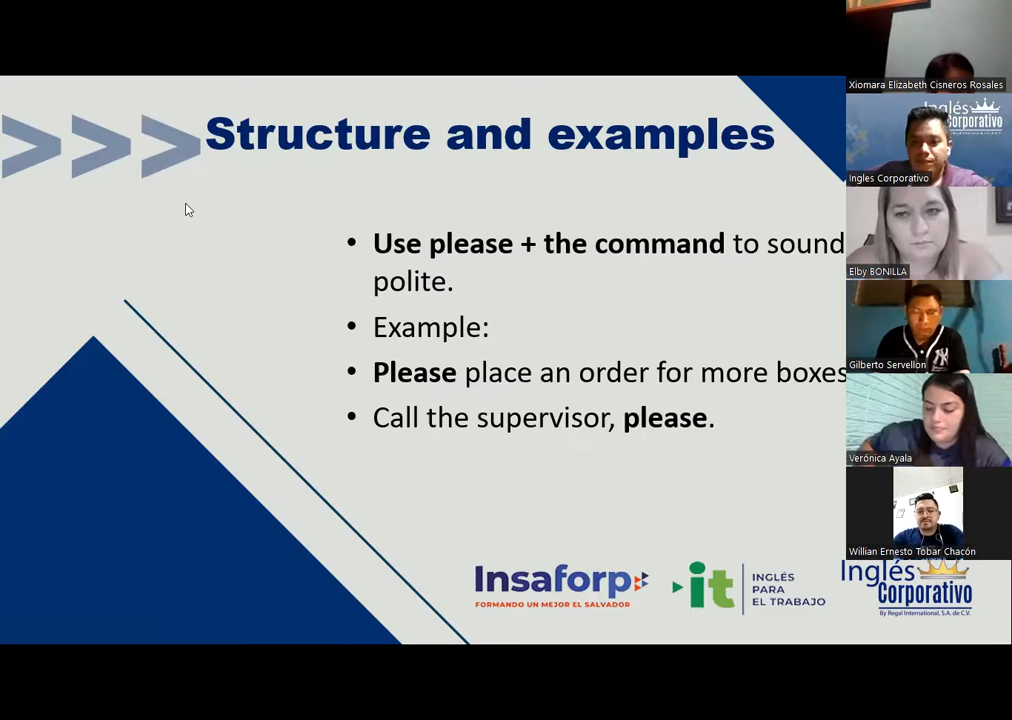 Structure and examples
• Use please + the command to sound
polite.
• Example:
• Please place an order for more boxes
• Call the supervisor, please.
Insaforp
FORMANDO UN MEJOR EL SALVADOR
it
INGLÉS
PARA
EL TRABAJO
Inglés
Corporativo
By Regal International, S.A. de C.V.
Xiomara Elizabeth Cisneros Rosales
Inglés
Corporativo
Ingles Corporativo
Elby BONILLA
Gilberto Servellon
Verónica Ayala
Willian Ernesto Tobar Chacón